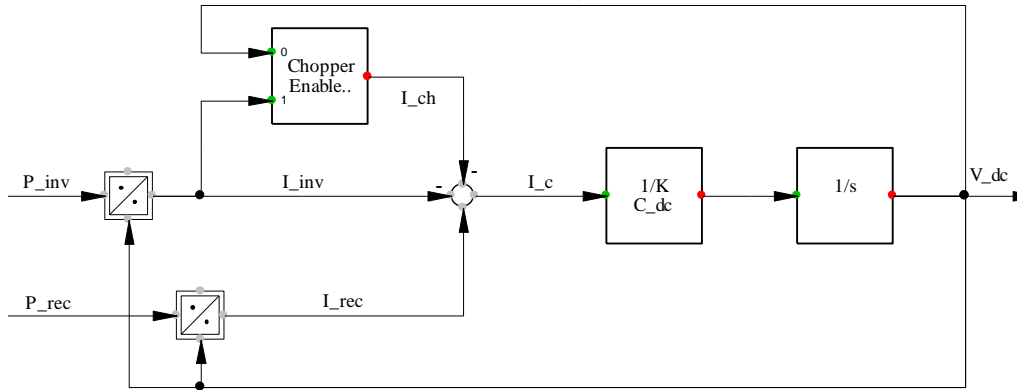 0
Chopper
Enable..
1
I_ch
-
P_inv
I_inv
-
I_c
1/K
C_dc
1/s
V_dc
P_rec
I_rec